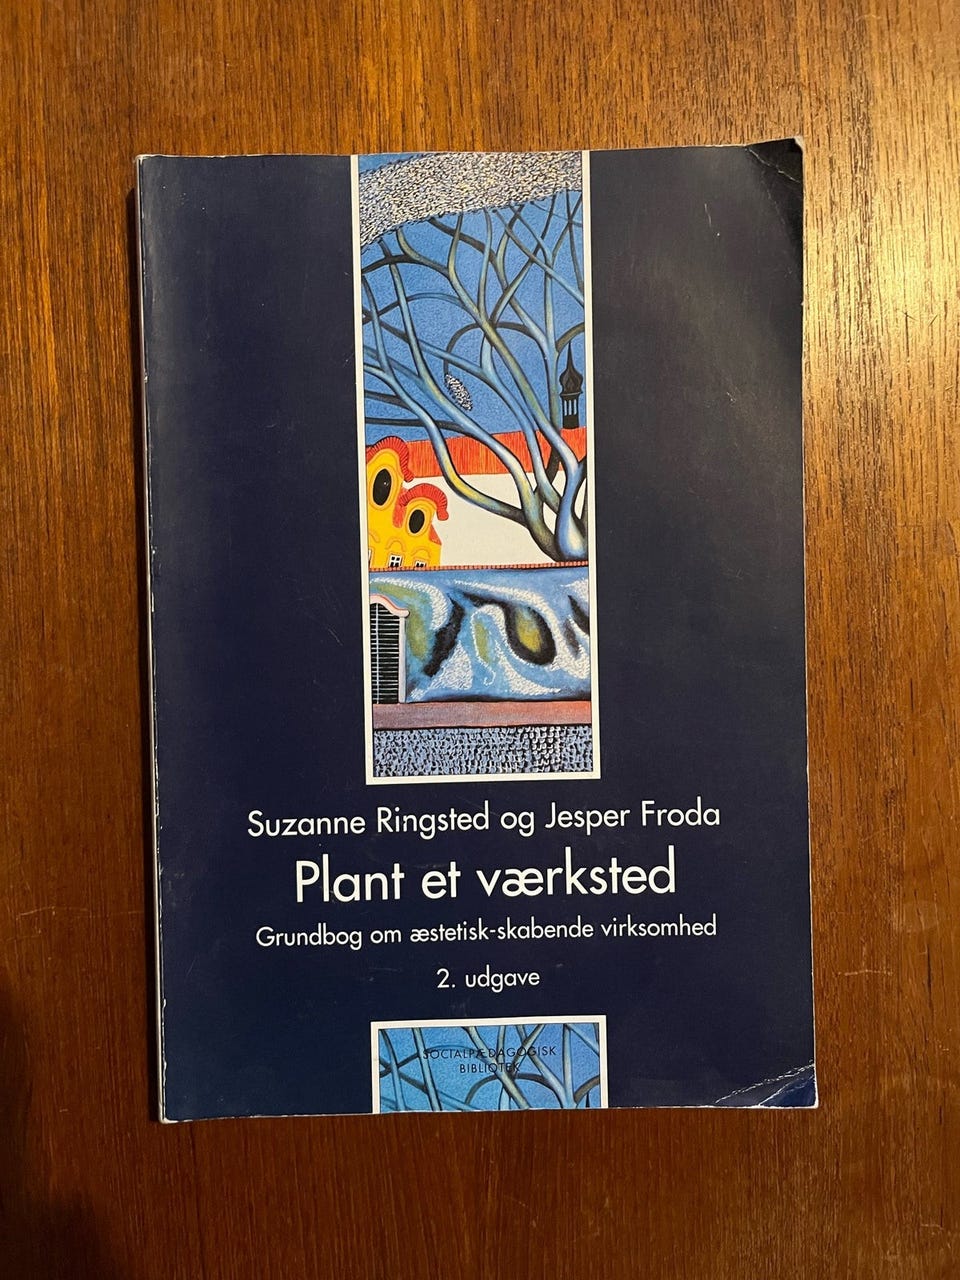 Suzanne Ringsted og Jesper Froda
Plant et værksted
Grundbog om æstetisk-skabende virksomhed
2. udgave
SOCIALPÆDAGOGISK
BIBLIOTEK